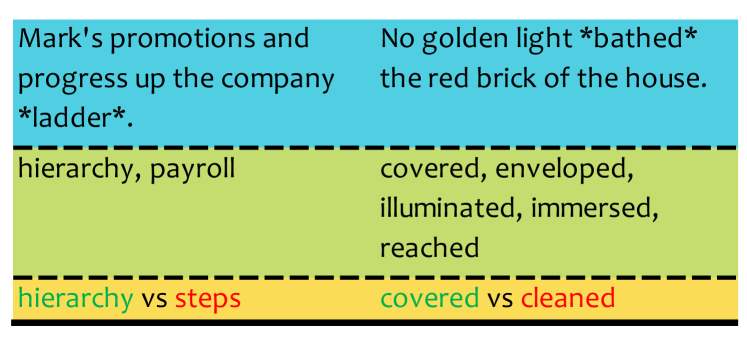 Mark's promotions and
progress up the company
*ladder*.
No golden light *bathed*
the red brick of the house.
hierarchy, payroll
covered, enveloped,
illuminated, immersed,
reached
hierarchy vs steps
covered vs cleaned